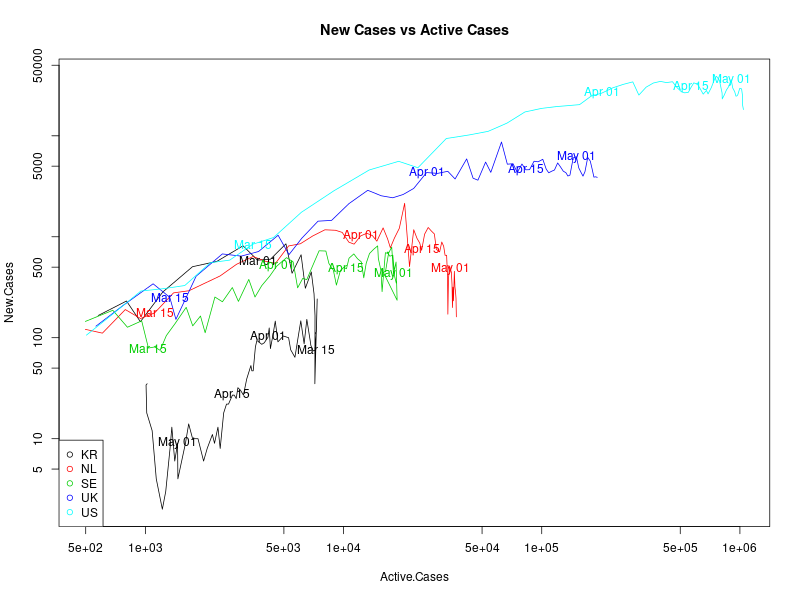 New Cases vs Active Cases
New.Cases
50000
5000
500
100
50
10
5
May 01
Apr 01
Apr 15
May 01
Apr 01
Apr 15
Mar 15
Apr 01
Apr 15
Mar 01
Apr 01
Apr 15
May 01
May 01
Mar 15
Mar 15
Mar 15
Apr 01
Mar 15
Apr 15
May 01
KR
NL
SE
UK
US
5e+02
1e+03
5e+03
1e+04
5e+04
1e+05
5e+05
1e+06
Active.Cases